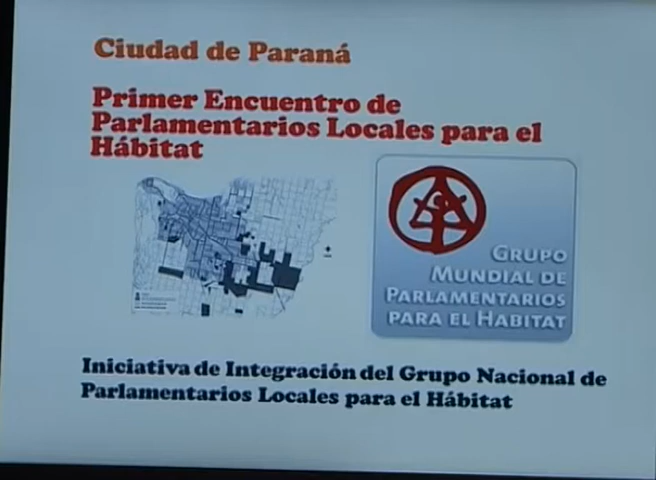 Ciudad de Paraná
Primer Encuentro de
Parlamentarios Locales para el
Hábitat
GRUPO
MUNDIAL DE
PARLAMENTARIOS
PARA EL HABITAT
Iniciativa de Integración del Grupo Nacional de
Parlamentarios Locales para el Hábitat